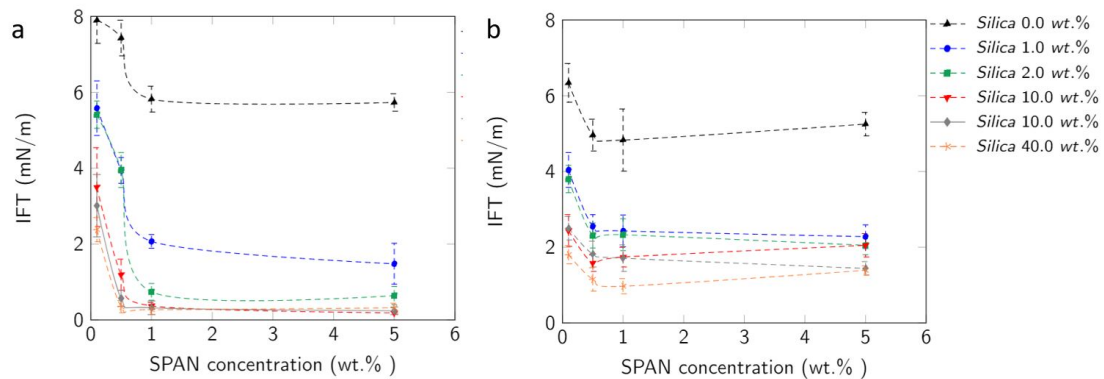 a
8
6
4
2
0
IFT (mN/m)
0 1 2 3 4 5 6
SPAN concentration (wt.% )
b
8
6
4
2
0
IFT (mN/m)
0 1 2 3 4 5 6
SPAN concentration (wt.% )
Silica 0.0 wt.%
Silica 1.0 wt.%
Silica 2.0 wt.%
Silica 10.0 wt.%
Silica 10.0 wt.%
Silica 40.0 wt.%